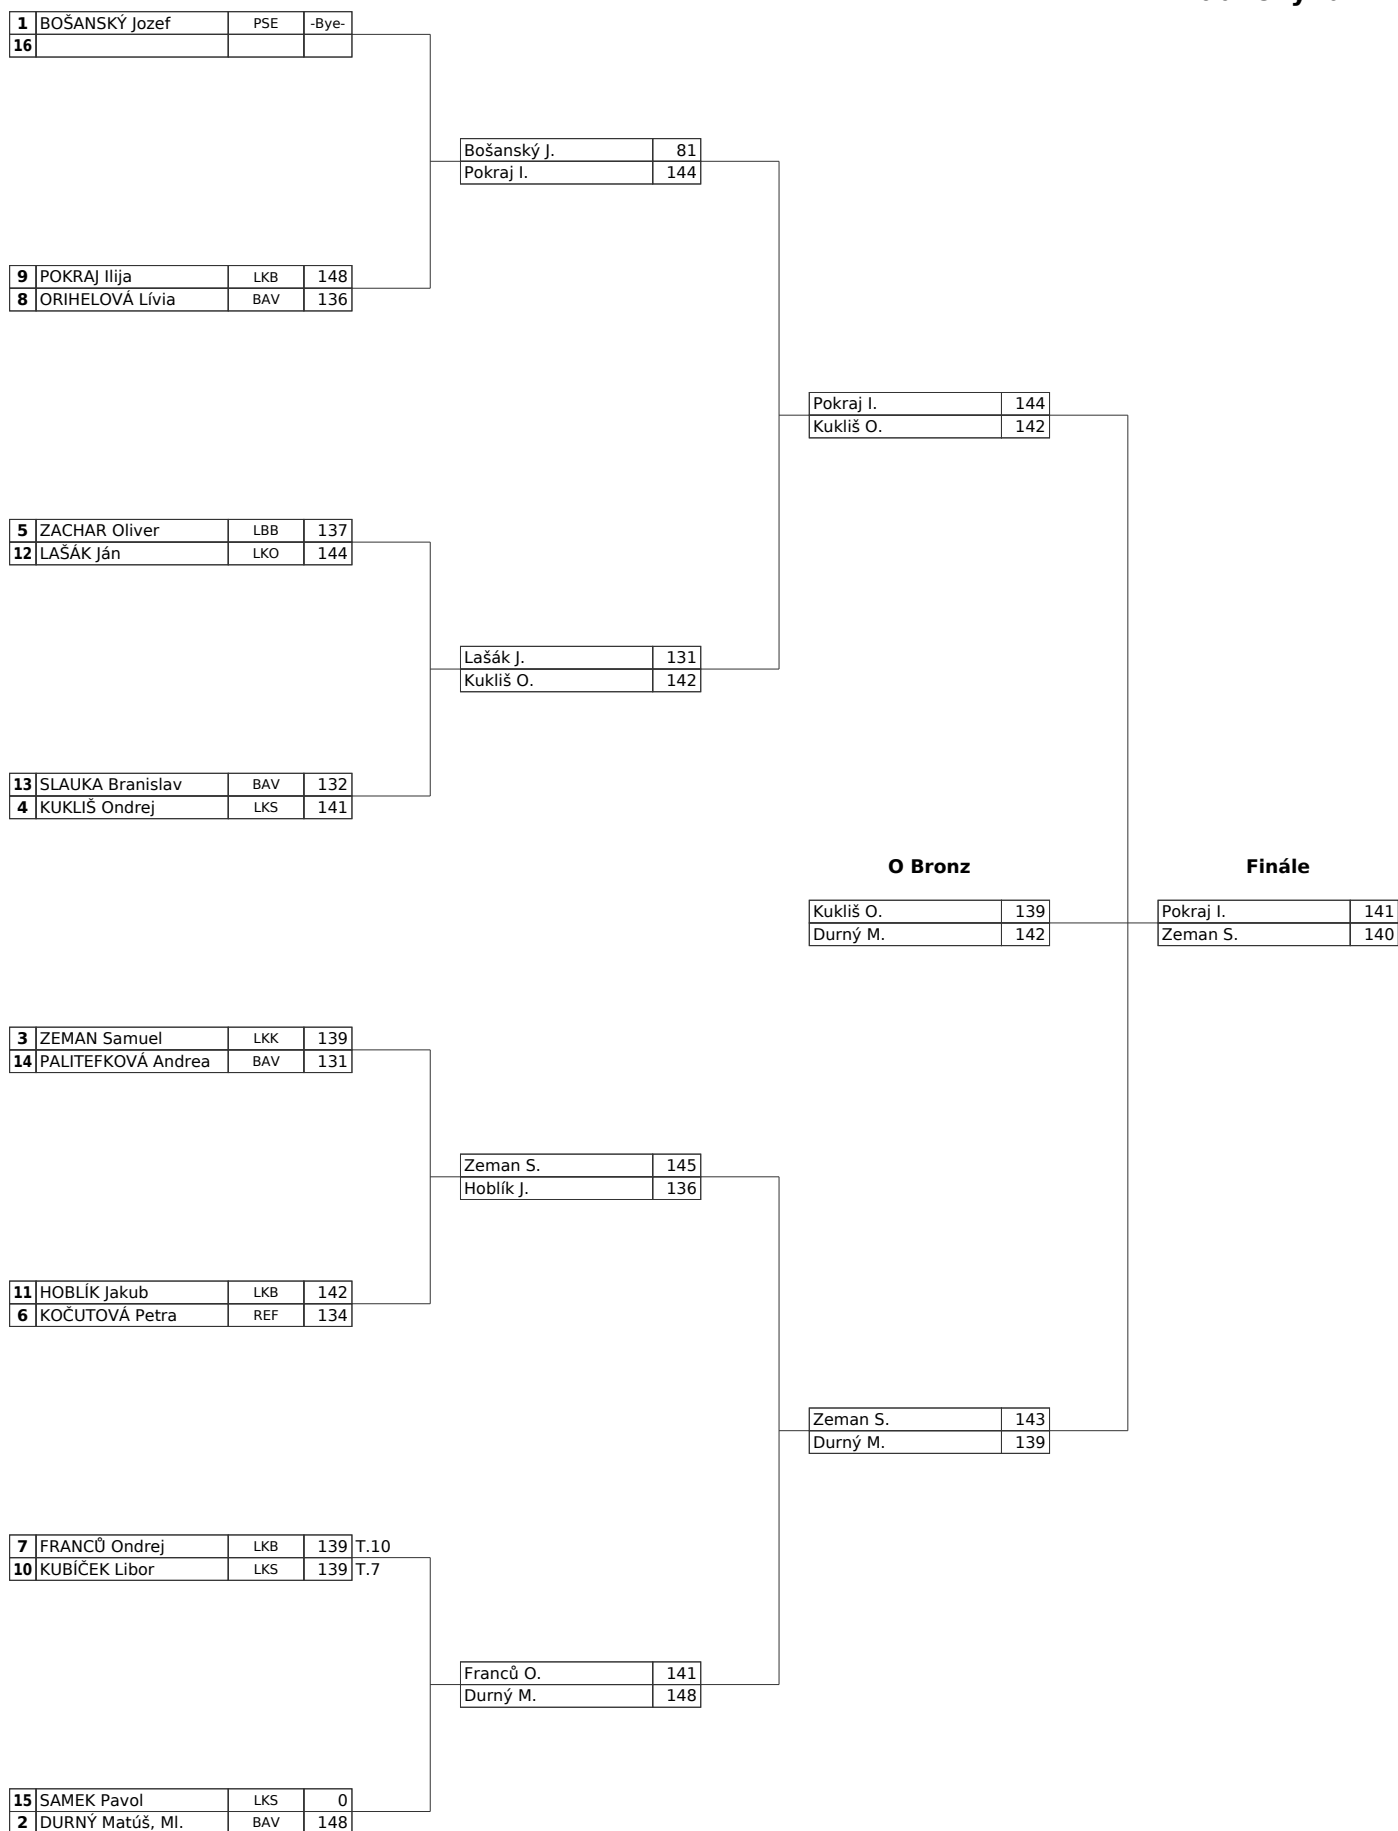 1 BOŠANSKÝ Jozef PSE -Bye-
16
Bošanský J. 81
Pokraj I. 144
9 POKRAJ Ilija LKB 148
8 ORIHELOVÁ Lívia BAV 136
Pokraj I. 144
Kukliš O. 142
5 ZACHAR Oliver LBB 137
12 LAŠÁK Ján LKO 144
Lašák J. 131
Kukliš O. 142
13 SLAUKA Branislav BAV 132
4 KUKLIŠ Ondrej LKS 141
O Bronz Finále
Kukliš O. 139 Pokraj I. 141
Durný M. 142 Zeman S. 140
3 ZEMAN Samuel LKK 139
14 PALITEFKOVÁ Andrea BAV 131
Zeman S. 145
Hoblík J. 136
11 HOBLÍK Jakub LKB 142
6 KOČUTOVÁ Petra REF 134
Zeman S. 143
Durný M. 139
7 FRANCŮ Ondrej LKB 139 T.10
10 KUBÍČEK Libor LKS 139 T.7
Franců O. 141
Durný M. 148
15 SAMEK Pavol LKS 0
2 DURNÝ Matúš, Ml. BAV 148